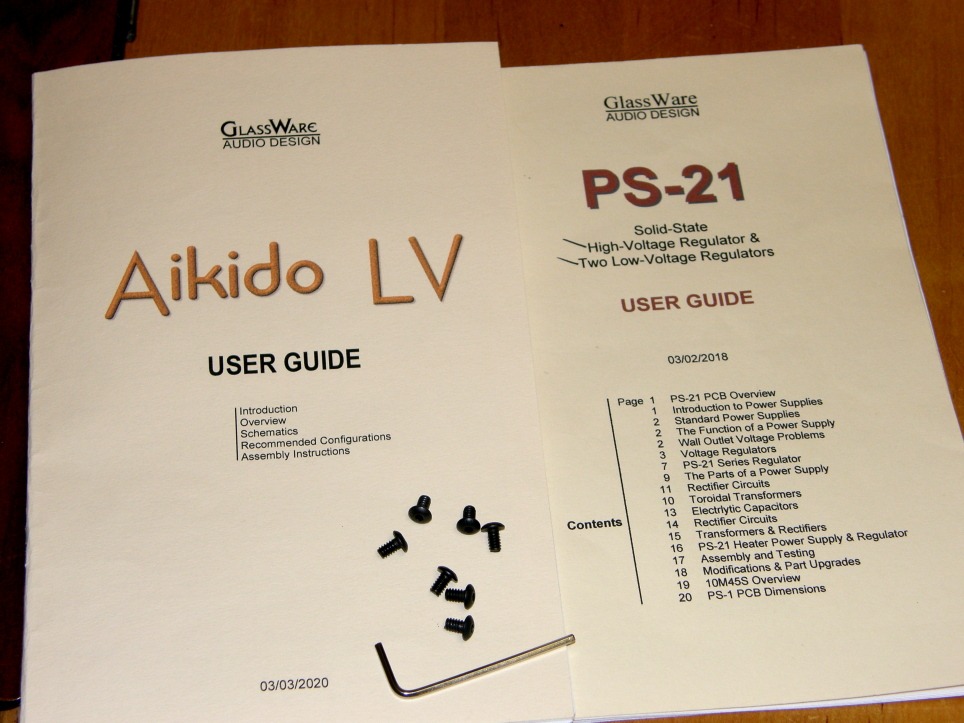 GLASSWARE
AUDIO DESIGN
Aikido LV
USER GUIDE
Introduction
Overview
Schematics
Recommended Configurations
Assembly Instructions
03/03/2020
GlassWare
AUDIO DESIGN
PS-21
Solid-State
High-Voltage Regulator &
Two Low-Voltage Regulators
USER GUIDE
03/02/2018
Contents
Page 1 PS-21 PCB Overview
1 Introduction to Power Supplies
2 Standard Power Supplies
2 The Function of a Power Supply
2 Wall Outlet Voltage Problems
3 Voltage Regulators
7 PS-21 Series Regulator
9 The Parts of a Power Supply
11 Rectifier Circuits
10 Toroidal Transformers
13 Electrlytic Capacitors
14 Rectifier Circuits
15 Transformers & Rectifiers
16 PS-21 Heater Power Supply & Regulator
17 Assembly and Testing
18 Modifications & Part Upgrades
19 10M45S Overview
20 PS-1 PCB Dimensions